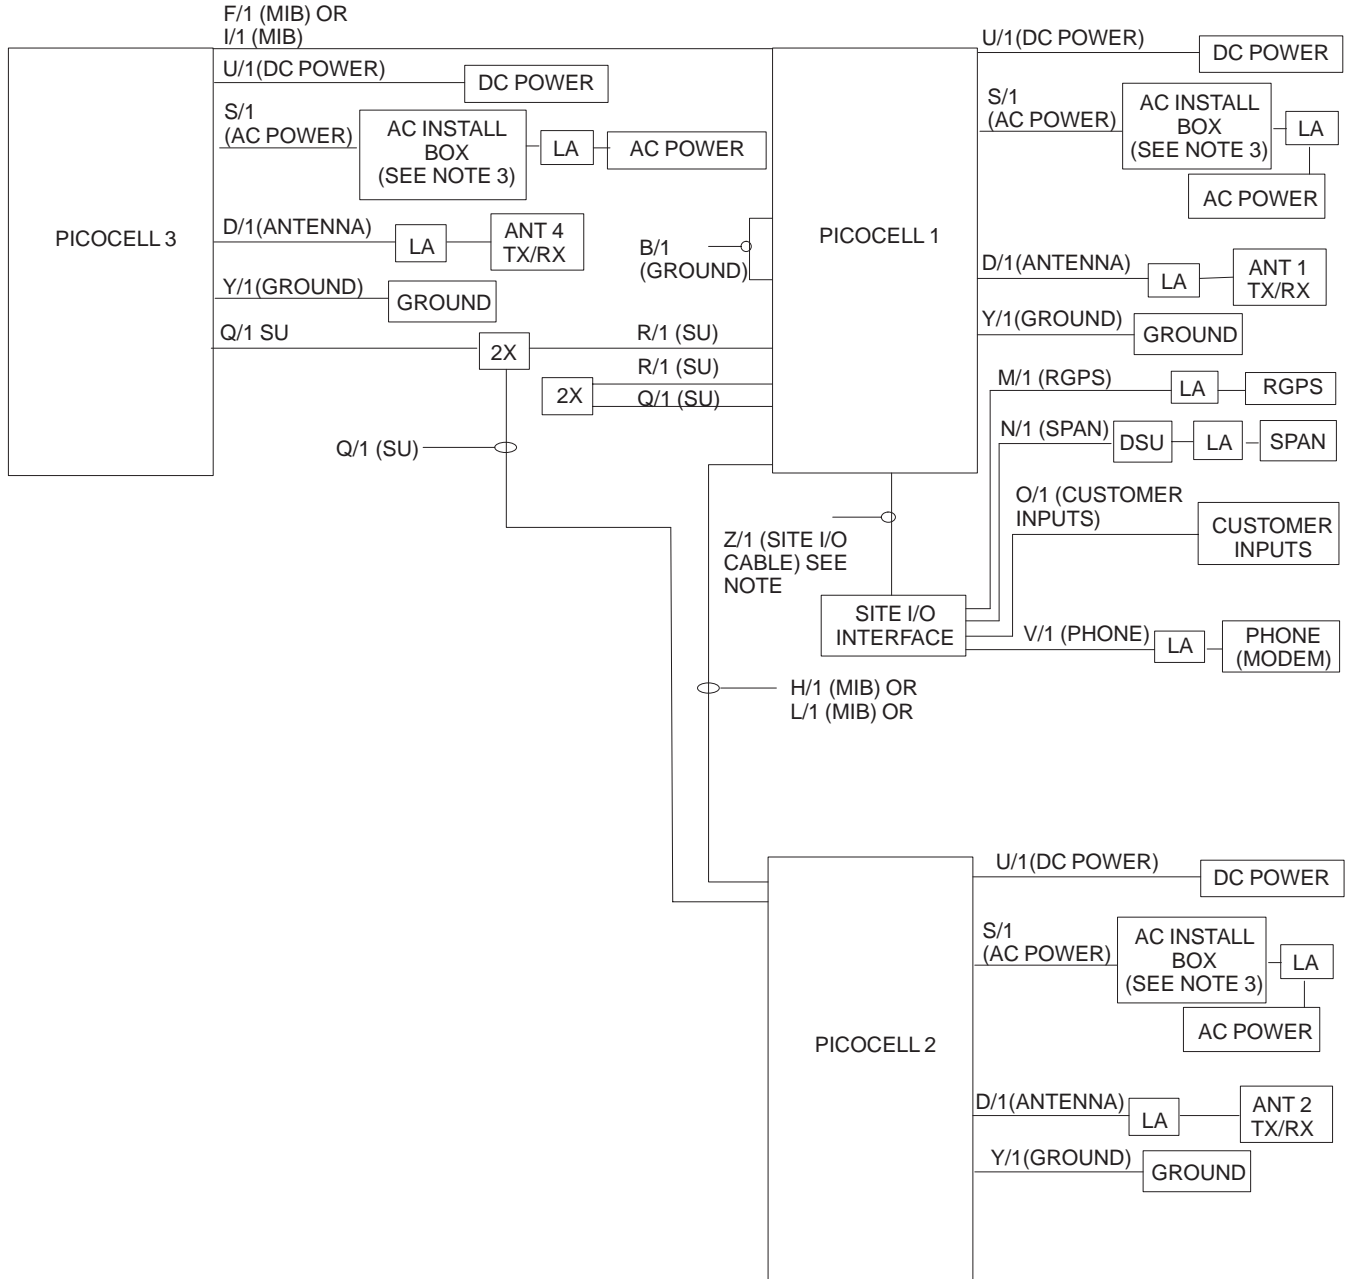 F/1 (MIB) OR
I/1 (MIB)
U/1(DC POWER)
DC POWER
S/1
(AC POWER)
AC INSTALL
BOX
(SEE NOTE 3)
LA
AC POWER
PICOCELL 3
D/1(ANTENNA)
LA
ANT 4
TX/RX
Y/1(GROUND)
GROUND
Q/1 SU
2X
Q/1 (SU)
B/1
(GROUND)
R/1 (SU)
R/1 (SU)
2X
Q/1 (SU)
PICOCELL 1
U/1(DC POWER)
DC POWER
S/1
(AC POWER)
AC INSTALL
BOX
(SEE NOTE 3)
LA
AC POWER
D/1(ANTENNA)
LA
ANT 1
TX/RX
Y/1(GROUND)
GROUND
M/1 (RGPS)
LA
RGPS
N/1 (SPAN)
DSU
LA
SPAN
O/1 (CUSTOMER
INPUTS)
CUSTOMER
INPUTS
Z/1 (SITE I/O
CABLE) SEE
NOTE
SITE I/O
INTERFACE
V/1 (PHONE)
LA
PHONE
(MODEM)
H/1 (MIB) OR
L/1 (MIB) OR
PICOCELL 2
U/1(DC POWER)
DC POWER
S/1
(AC POWER)
AC INSTALL
BOX
(SEE NOTE 3)
LA
AC POWER
D/1(ANTENNA)
LA
ANT 2
TX/RX
Y/1(GROUND)
GROUND